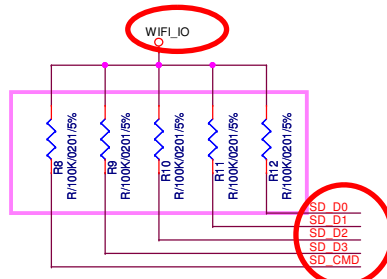 WIFI_IO
R8
R/100K/0201/5%
R9
R/100K/0201/5%
R10
R/100K/0201/5%
R11
R/100K/0201/5%
R12
R/100K/0201/5%
SD_D0
SD_D1
SD_D2
SD_D3
SD_CMD